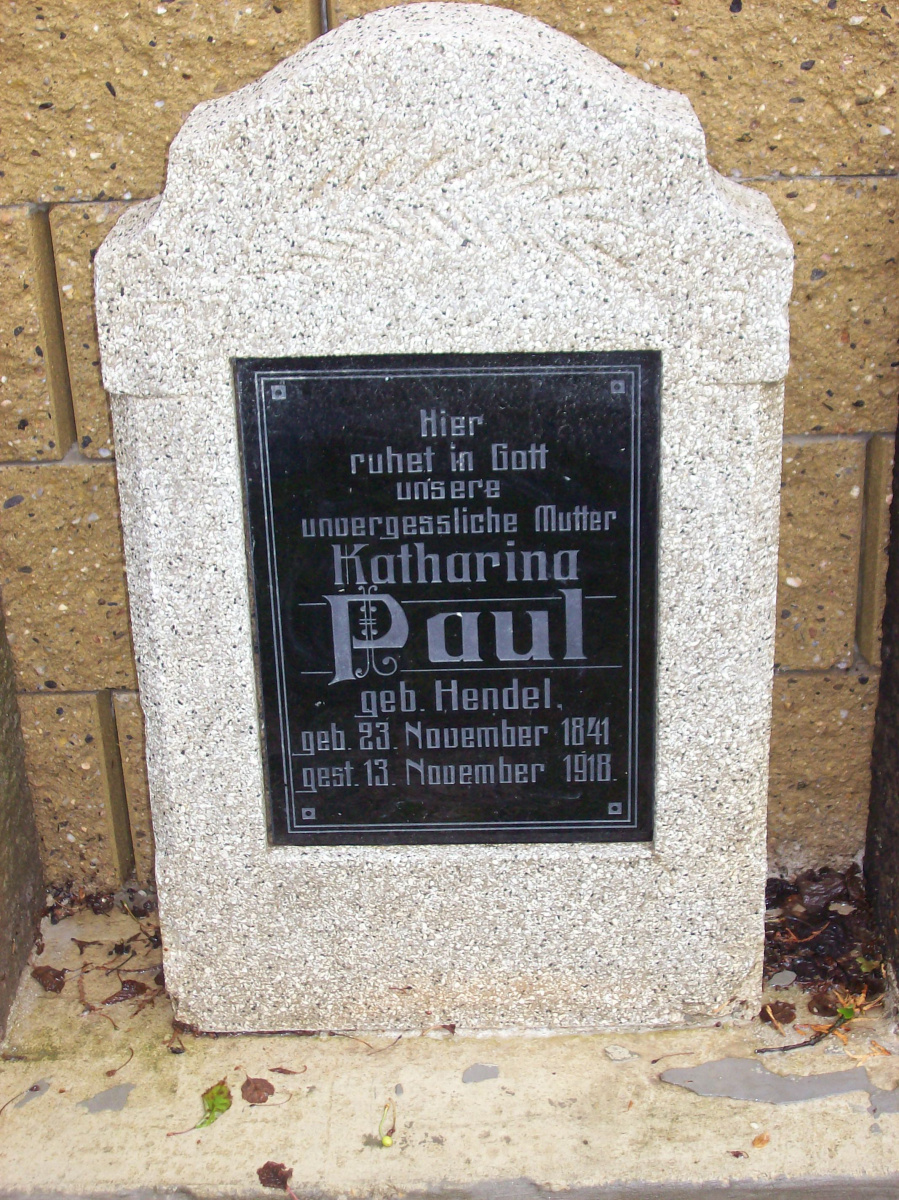 Hier
ruhet in Gott
unsere
unvergessliche Mutter
Katharina
Paul
geb. Hendel,
geb. 23. November 1841
gest. 13. November 1918.